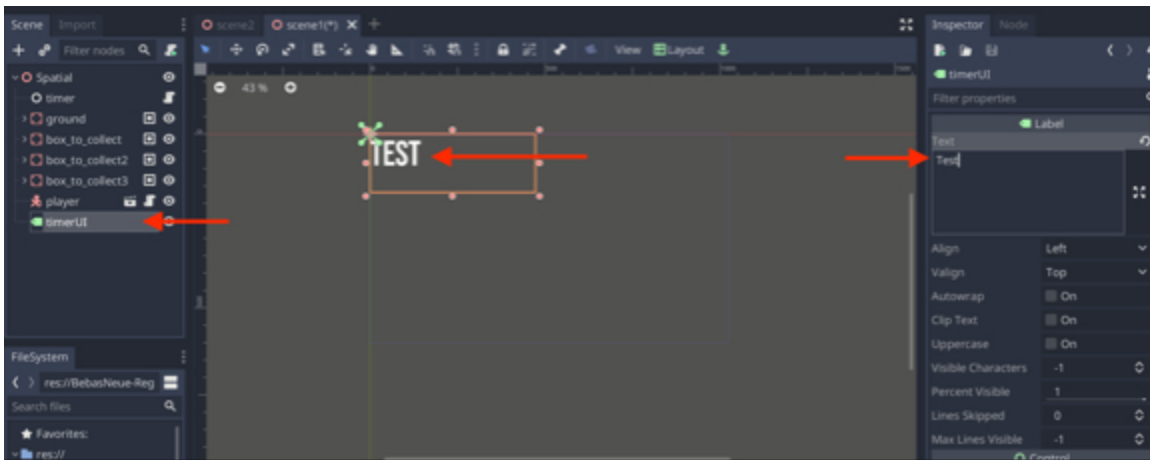 Scene Import
Filter nodes
Spatial
timer
ground
box_to_collect
box_to_collect2
box_to_collect3
player
timerUI
FileSystem
res://BebasNeue-Reg
Search files
Favorites:
res://
scene2 scene1(*)
View Layout
500 1000 1500
43 %
TEST
Inspector Node
timerUI
Filter properties
Label
Text
Test
Align Left
Valign Top
Autowrap On
Clip Text On
Uppercase On
Visible Characters -1
Percent Visible 1
Lines Skipped 0
Max Lines Visible -1
Control